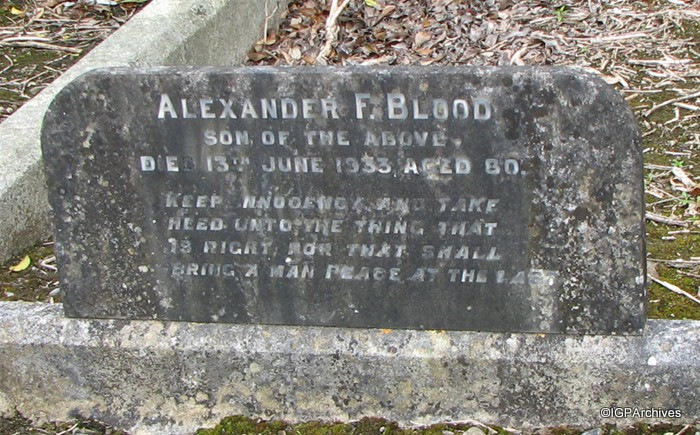 ALEXANDER F. BLOOD
SON OF THE ABOVE.
DIED 13TH JUNE 1933, AGED 80.
KEEP INNOCENCY AND TAKE
HEED UNTO THE THING THAT
IS RIGHT, FOR THAT SHALL
BRING A MAN PEACE AT THE LAST
©IGPArchives